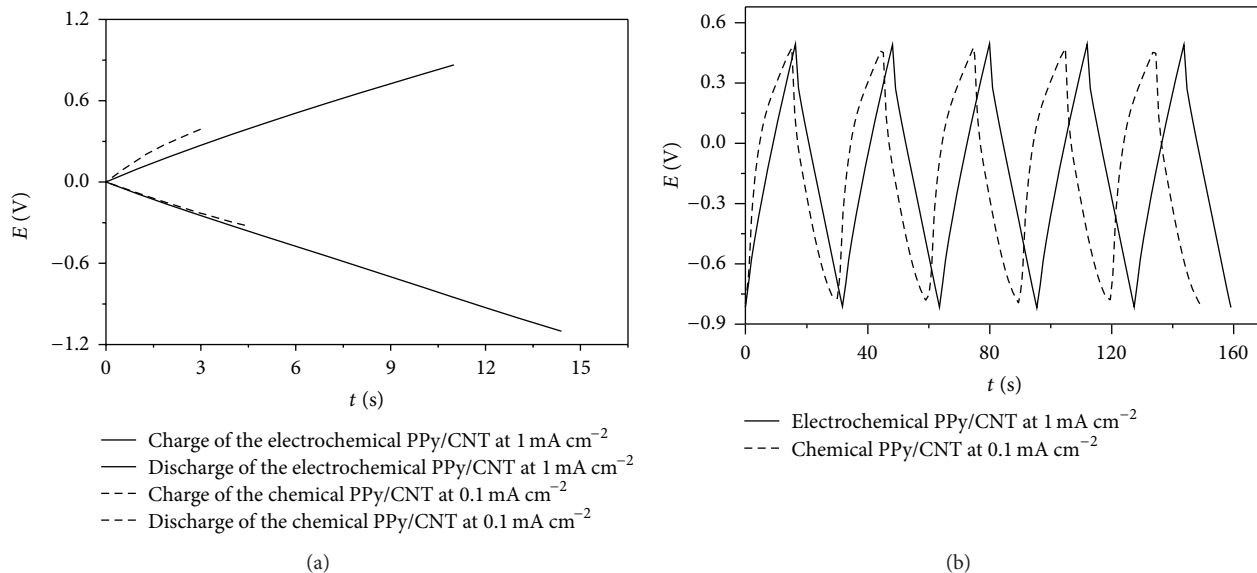 1.2
0.6
0.0
−0.6
−1.2
E (V)
0 3 6 9 12 15
t (s)
Charge of the electrochemical PPy/CNT at 1 mA cm−2
Discharge of the electrochemical PPy/CNT at 1 mA cm−2
Charge of the chemical PPy/CNT at 0.1 mA cm−2
Discharge of the chemical PPy/CNT at 0.1 mA cm−2
(a)
0.6
0.3
0.0
−0.3
−0.6
−0.9
E (V)
0 40 80 120 160
t (s)
Electrochemical PPy/CNT at 1 mA cm−2
Chemical PPy/CNT at 0.1 mA cm−2
(b)